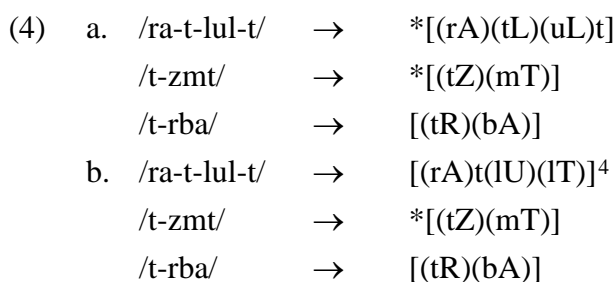 (4) a. /ra-t-lul-t/ → *[(rA)(tL)(uL)t]
/t-zmt/ → *[(tZ)(mT)]
/t-rba/ → [(tR)(bA)]
b. /ra-t-lul-t/ → [(rA)t(lU)(lT)]⁴
/t-zmt/ → *[(tZ)(mT)]
/t-rba/ → [(tR)(bA)]